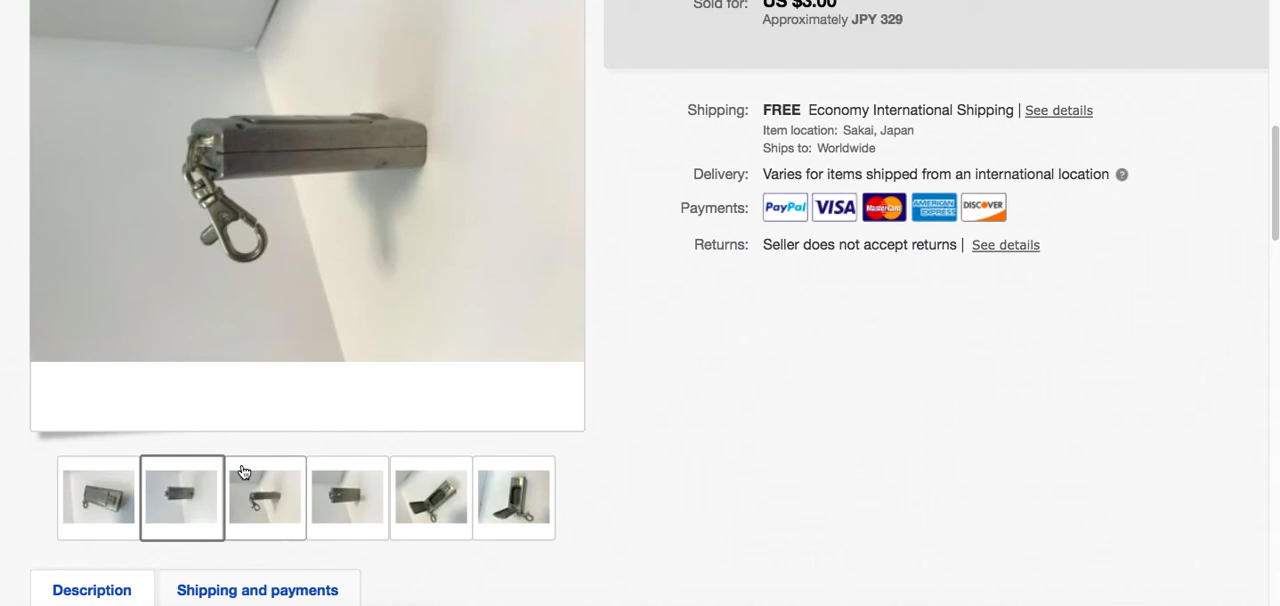 Sold for: US $3.00
Approximately JPY 329
Shipping: FREE Economy International Shipping | See details
Item location: Sakai, Japan
Ships to: Worldwide
Delivery: Varies for items shipped from an international location ?
Payments: PayPal VISA MasterCard AMERICAN EXPRESS DISCOVER
Returns: Seller does not accept returns | See details
Description Shipping and payments